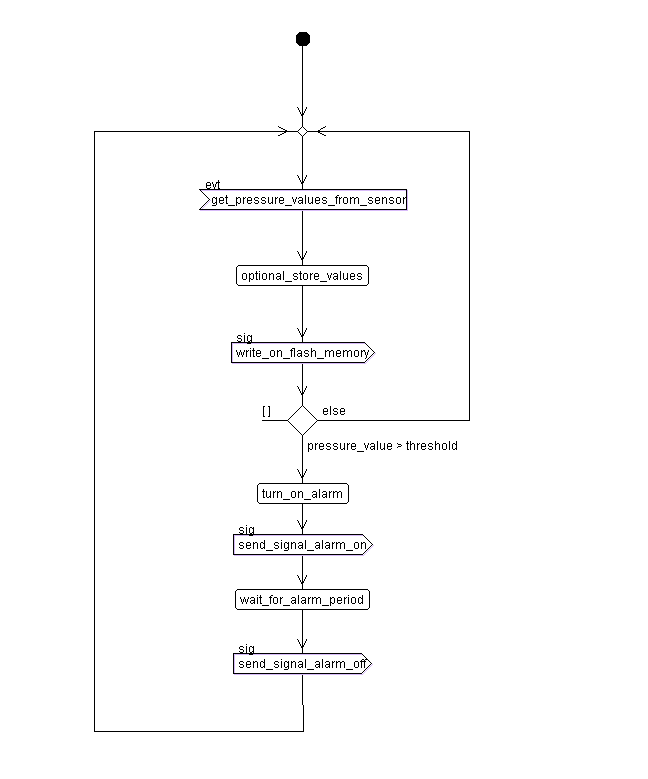 evt
get_pressure_values_from_sensor
optional_store_values
sig
write_on_flash_memory
[ ]
else
pressure_value > threshold
turn_on_alarm
sig
send_signal_alarm_on
wait_for_alarm_period
sig
send_signal_alarm_off